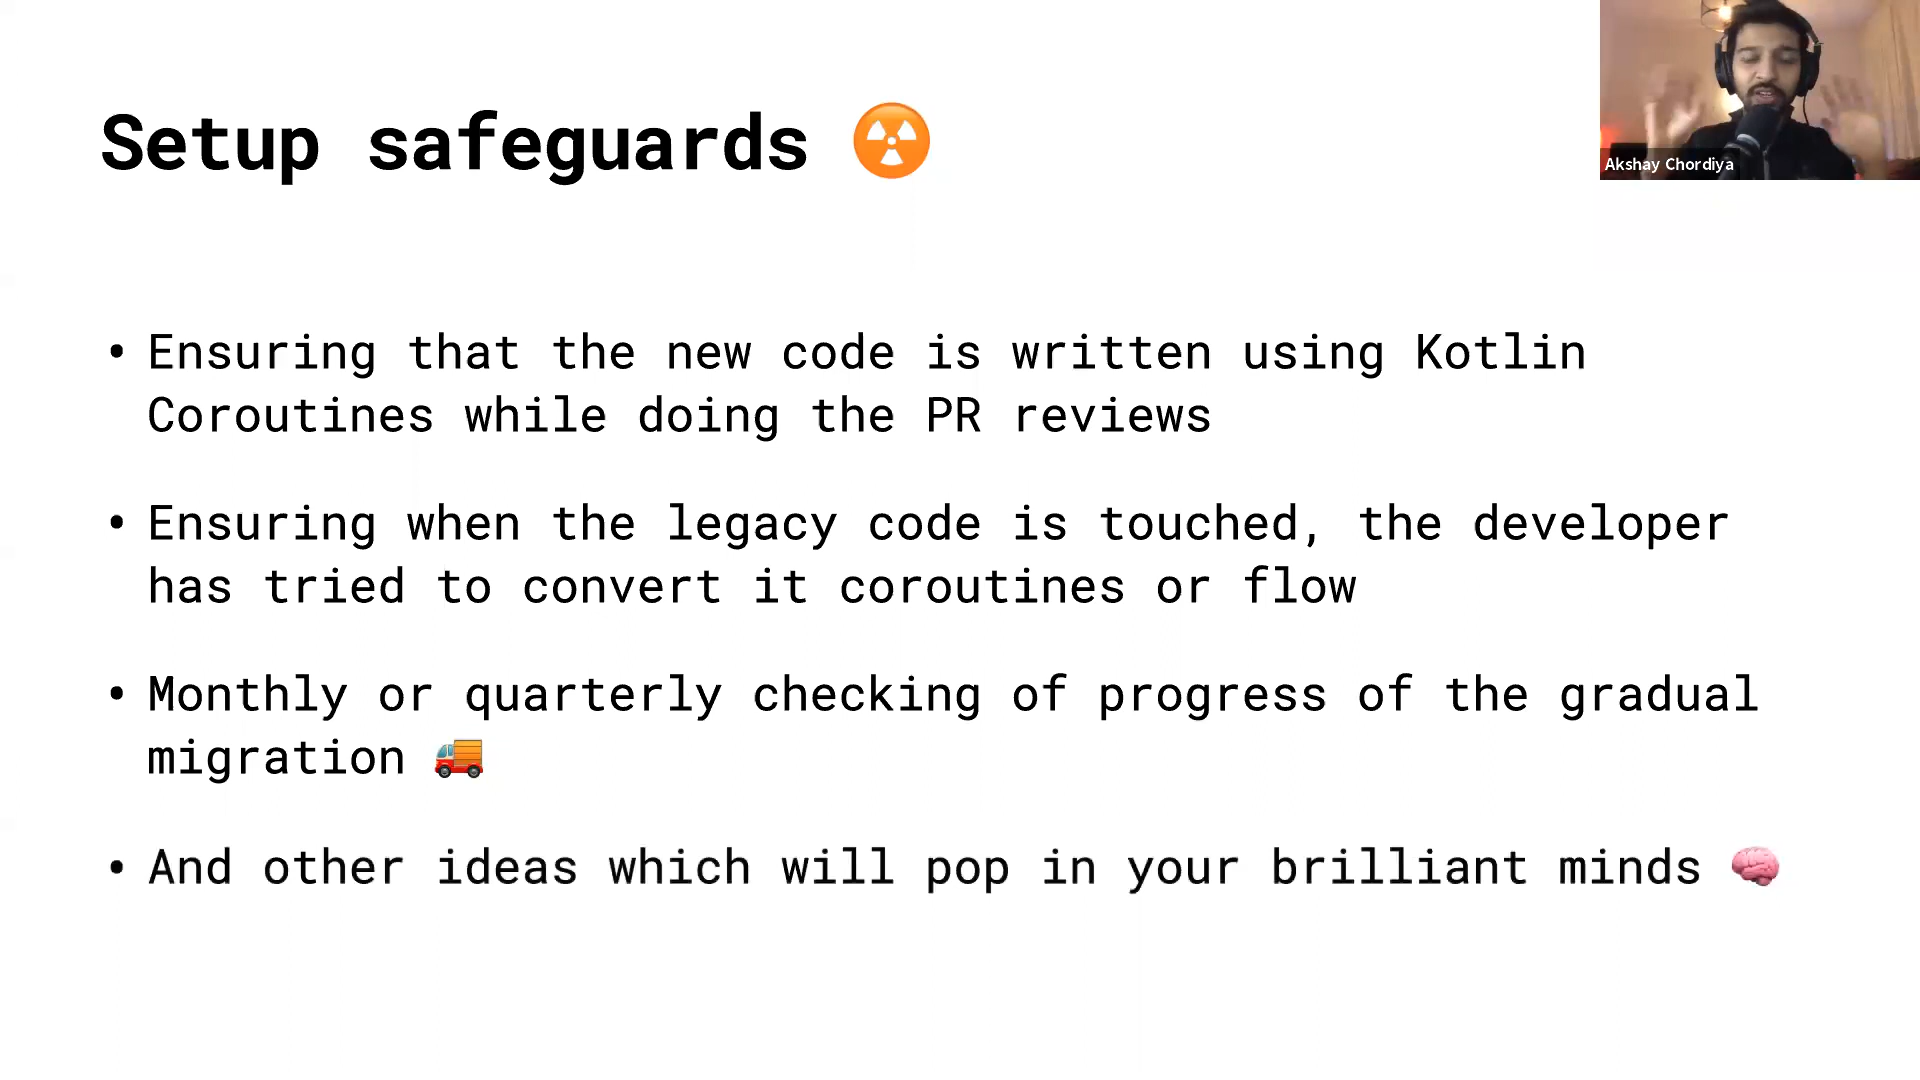 Setup safeguards ☢️
Akshay Chordiya
• Ensuring that the new code is written using Kotlin
Coroutines while doing the PR reviews
• Ensuring when the legacy code is touched, the developer
has tried to convert it coroutines or flow
• Monthly or quarterly checking of progress of the gradual
migration 🚚
• And other ideas which will pop in your brilliant minds 🧠